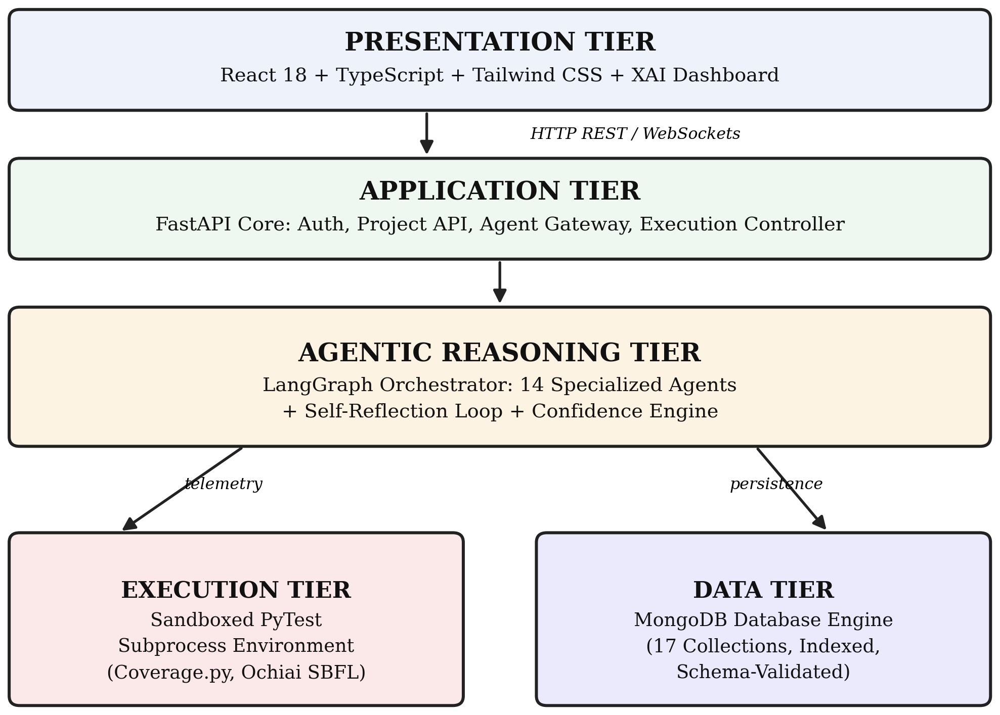 PRESENTATION TIER
React 18 + TypeScript + Tailwind CSS + XAI Dashboard
HTTP REST / WebSockets
APPLICATION TIER
FastAPI Core: Auth, Project API, Agent Gateway, Execution Controller
AGENTIC REASONING TIER
LangGraph Orchestrator: 14 Specialized Agents
+ Self-Reflection Loop + Confidence Engine
telemetry
persistence
EXECUTION TIER
Sandboxed PyTest
Subprocess Environment
(Coverage.py, Ochiai SBFL)
DATA TIER
MongoDB Database Engine
(17 Collections, Indexed,
Schema-Validated)